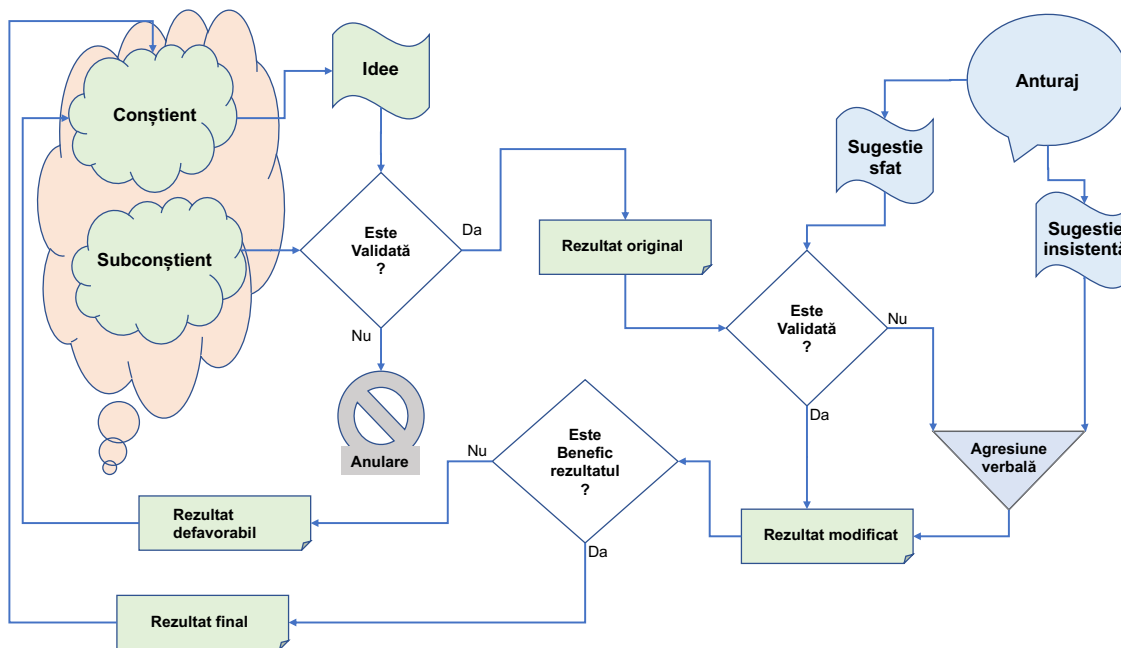 Conștient
Idee
Anturaj
Sugestie
sfat
Sugestie
insistentă
Subconștient
Este
Validată
?
Da
Nu
Rezultat original
Este
Validată
?
Nu
Da
Anulare
Este
Benefic
rezultatul
?
Nu
Da
Agresiune
verbală
Rezultat
defavorabil
Rezultat modificat
Rezultat final